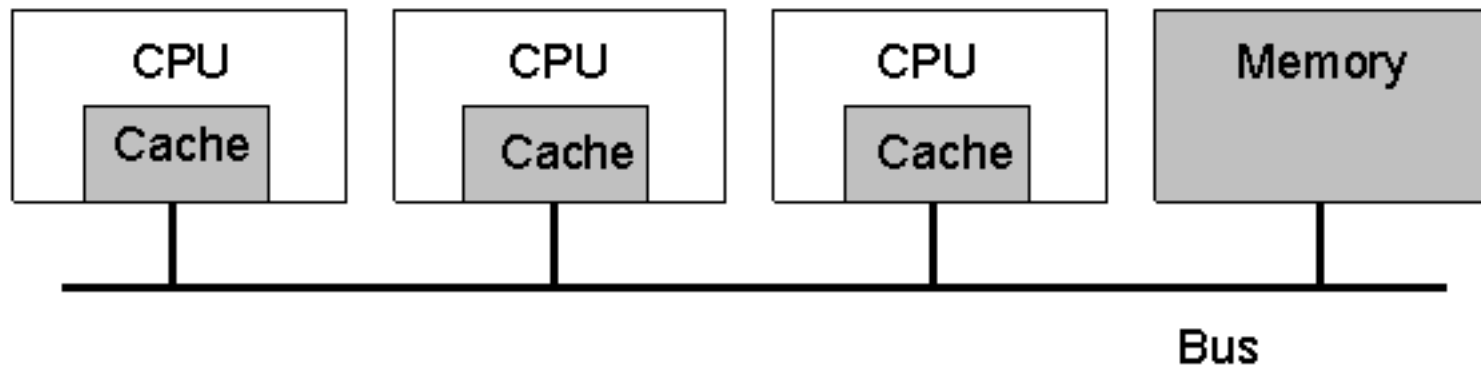 CPU
Cache
CPU
Cache
CPU
Cache
Memory
Bus